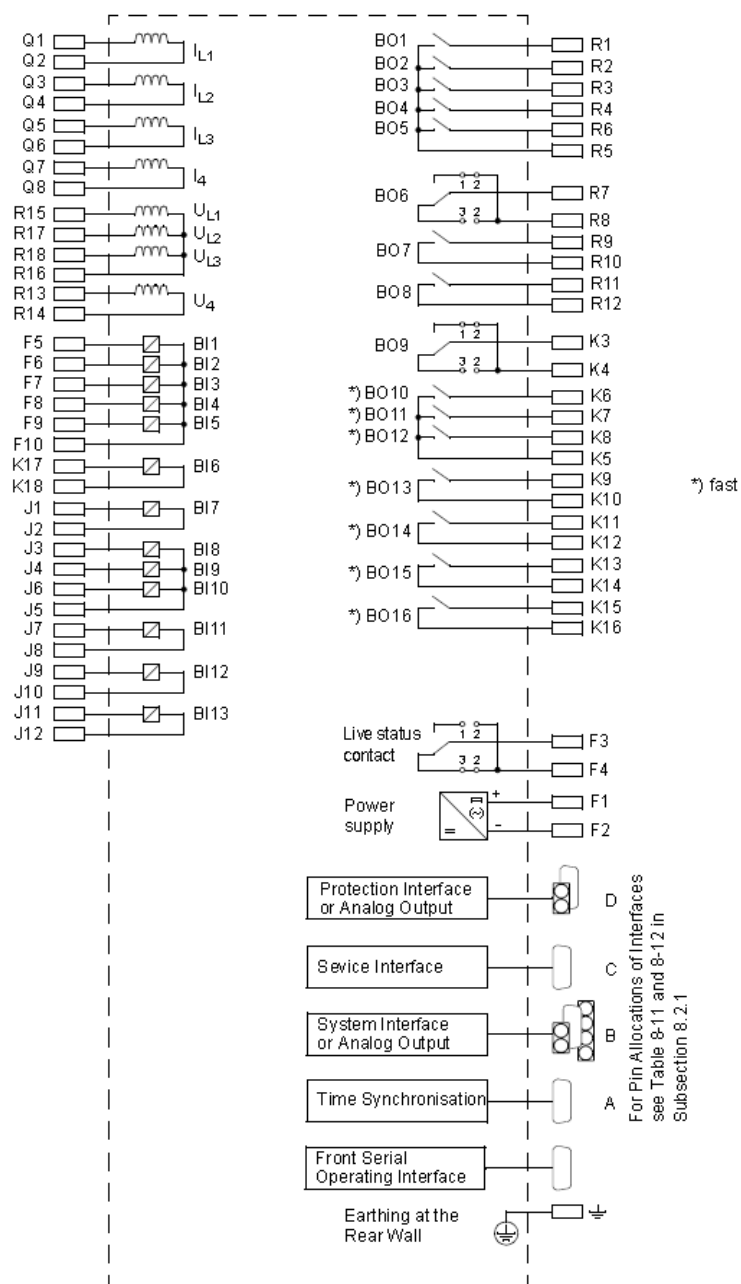 Q1
Q2
I L1
Q3
Q4
I L2
Q5
Q6
I L3
Q7
Q8
I4
R15
U L1
R17
U L2
R18
U L3
R16
R13
U4
R14
F5 BI1
F6 BI2
F7 BI3
F8 BI4
F9 BI5
F10
K17 BI6
K18
J1 BI7
J2
J3 BI8
J4 BI9
J6 BI10
J5
J7 BI11
J8
J9 BI12
J10
J11 BI13
J12
BO1 R1
BO2 R2
BO3 R3
BO4 R4
BO5 R6
R5
1 2
BO6 R7
3 2
R8
BO7 R9
R10
BO8 R11
R12
1 2
BO9 K3
3 2
K4
*) BO10 K6
*) BO11 K7
*) BO12 K8
K5
*) BO13 K9
K10
*) fast
*) BO14 K11
K12
*) BO15 K13
K14
*) BO16 K15
K16
Live status
contact
1 2
3 2
F3
F4
Power
supply
=
+
-
F1
F2
Protection Interface
or Analog Output
D
Sevice Interface
C
System Interface
or Analog Output
B
Time Synchronisation
A
Front Serial
Operating Interface
Earthing at the
Rear Wall
For Pin Allocations of Interfaces
see Table 8-11 and 8-12 in
Subsection 8.2.1